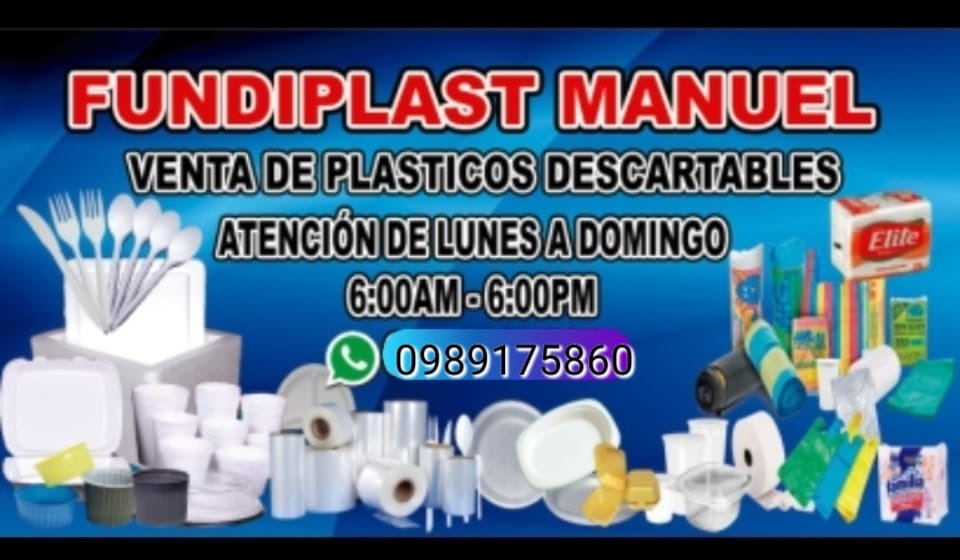 FUNDIPLAST MANUEL
VENTA DE PLASTICOS DESCARTABLES
ATENCIÓN DE LUNES A DOMINGO
6:00AM - 6:00PM
0989175860
Elite
familia